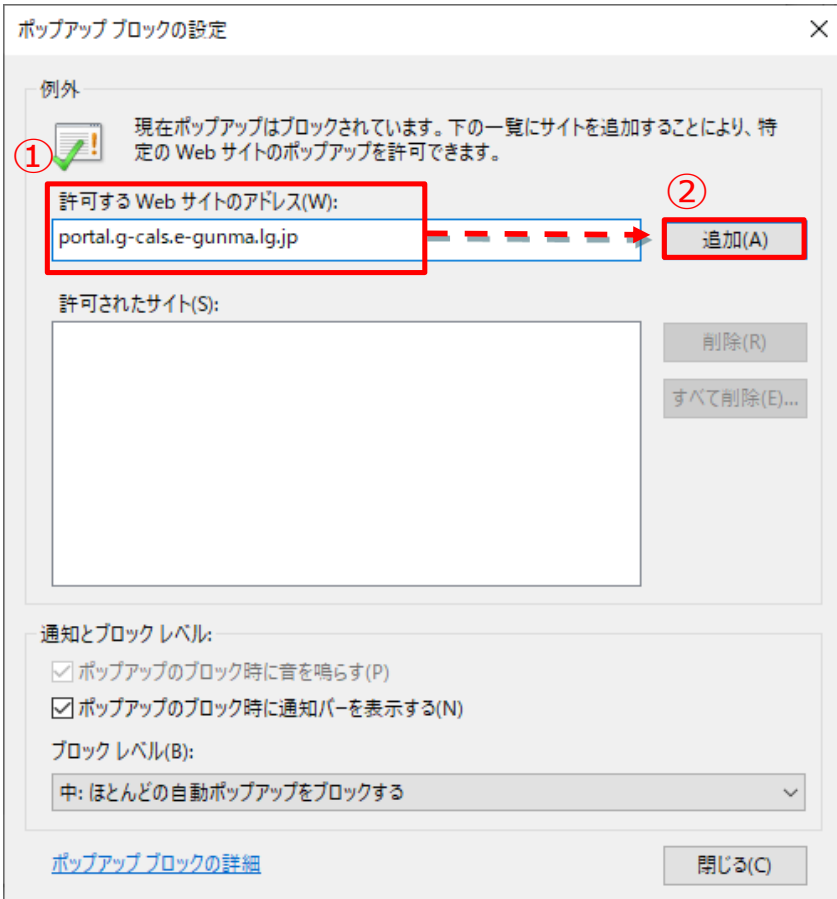 ポップアップ ブロックの設定
例外
現在ポップアップはブロックされています。下の一覧にサイトを追加することにより、特
定の Web サイトのポップアップを許可できます。
①
許可する Web サイトのアドレス(W):
②
portal.g-cals.e-gunma.lg.jp
追加(A)
許可されたサイト(S):
削除(R)
すべて削除(E)...
通知とブロック レベル:
ポップアップのブロック時に音を鳴らす(P)
ポップアップのブロック時に通知バーを表示する(N)
ブロック レベル(B):
中: ほとんどの自動ポップアップをブロックする
ポップアップ ブロックの詳細
閉じる(C)